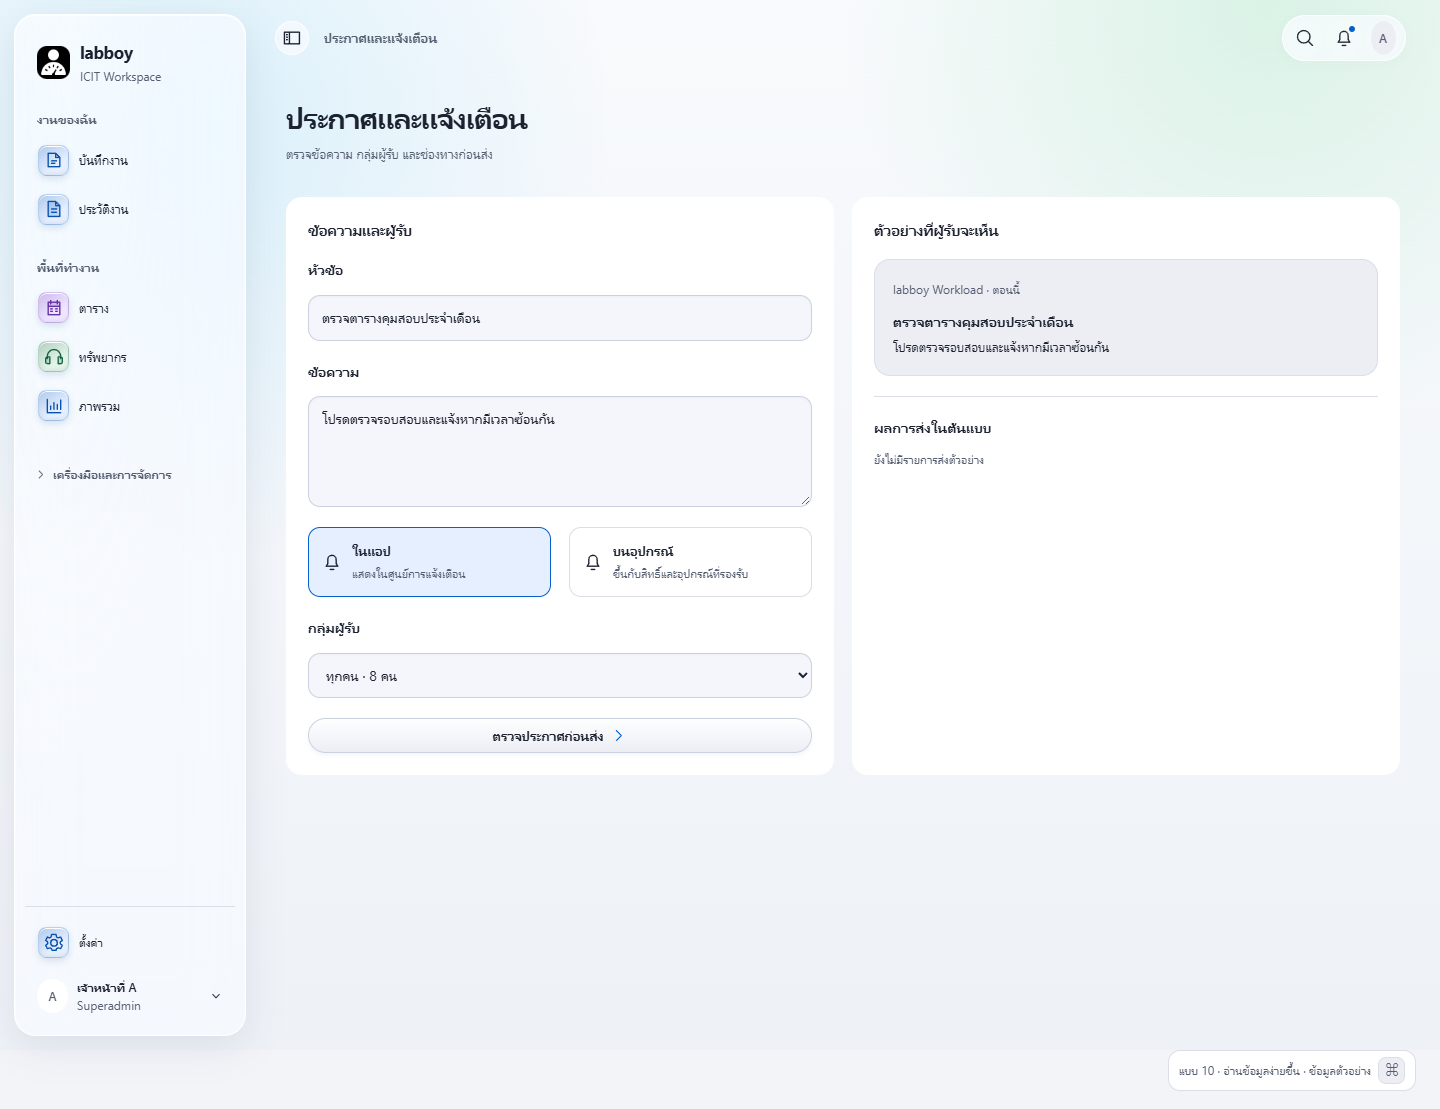 labboy
ICIT Workspace
งานของฉัน
บันทึกงาน
ประวัติงาน
พื้นที่ทำงาน
ตาราง
ทรัพยากร
ภาพรวม
เครื่องมือและการจัดการ
ตั้งค่า
A
เจ้าหน้าที่ A
Superadmin
ประกาศและแจ้งเตือน
A
ประกาศและแจ้งเตือน
ตรวจข้อความ กลุ่มผู้รับ และช่องทางก่อนส่ง
ข้อความและผู้รับ
หัวข้อ
ตรวจตารางคุมสอบประจำเดือน
ข้อความ
โปรดตรวจรอบสอบและแจ้งหากมีเวลาซ้อนกัน
ในแอป
แสดงในศูนย์การแจ้งเตือน
บนอุปกรณ์
ขึ้นกับสิทธิ์และอุปกรณ์ที่รองรับ
กลุ่มผู้รับ
ทุกคน · 8 คน
ตรวจประกาศก่อนส่ง
ตัวอย่างที่ผู้รับจะเห็น
labboy Workload · ตอนนี้
ตรวจตารางคุมสอบประจำเดือน
โปรดตรวจรอบสอบและแจ้งหากมีเวลาซ้อนกัน
ผลการส่งในต้นแบบ
ยังไม่มีรายการส่งตัวอย่าง
แบบ 10 · อ่านข้อมูลง่ายขึ้น · ข้อมูลตัวอย่าง ⌘